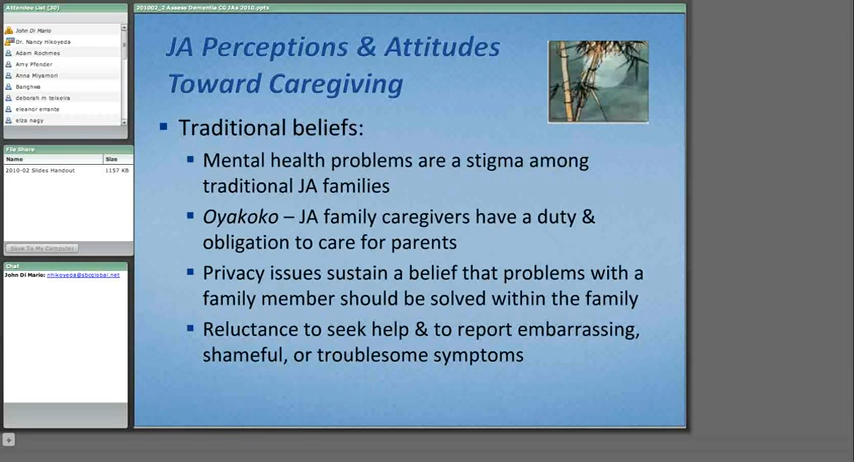 Attendee List (30)
John Di Mario
Dr. Nancy Hikoyeda
Adam Rochmes
Amy Pfender
Anna Miyamori
Banghwa
deborah m teixeira
eleanor errante
elza nagy
File Share
Name Size
2010-02 Slides Handout 1157 KB
Save To My Computer
Chat
John Di Mario: nhikoyeda@sbcglobal.net
201002_2 Assess Dementia CG JAs 2010.pptx
JA Perceptions & Attitudes
Toward Caregiving
Traditional beliefs:
Mental health problems are a stigma among
traditional JA families
Oyakoko – JA family caregivers have a duty &
obligation to care for parents
Privacy issues sustain a belief that problems with a
family member should be solved within the family
Reluctance to seek help & to report embarrassing,
shameful, or troublesome symptoms